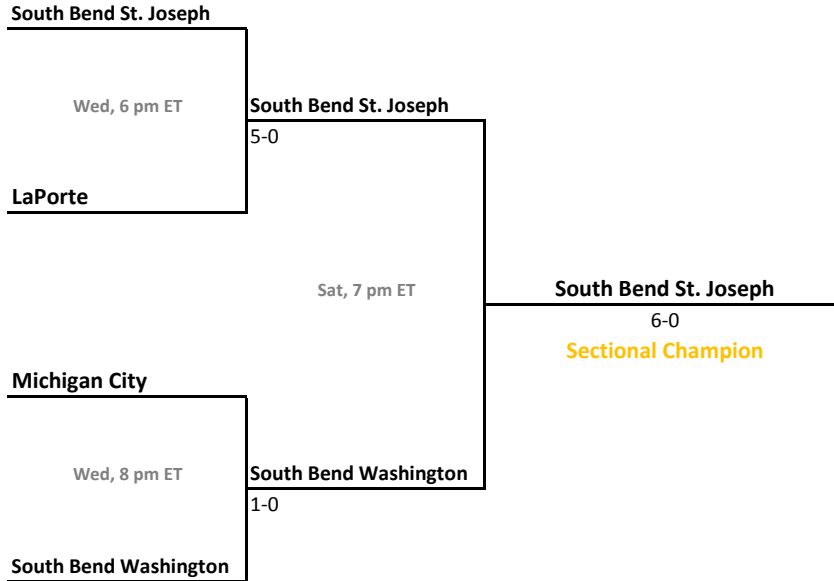 South Bend St. Joseph
Wed, 6 pm ET
South Bend St. Joseph
5-0
LaPorte
Sat, 7 pm ET
South Bend St. Joseph
6-0
Sectional Champion
Michigan City
Wed, 8 pm ET
South Bend Washington
1-0
South Bend Washington